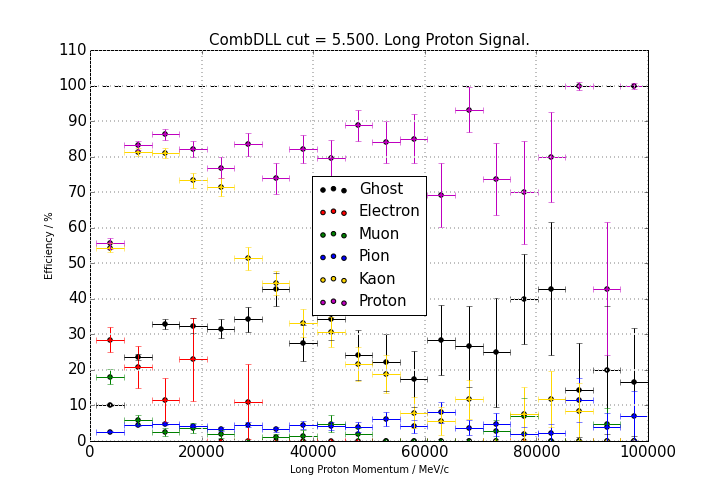 CombDLL cut = 5.500. Long Proton Signal.
110
100
90
80
70
60
50
40
30
20
10
0
Efficiency / %
Ghost
Electron
Muon
Pion
Kaon
Proton
0 20000 40000 60000 80000 100000
Long Proton Momentum / MeV/c